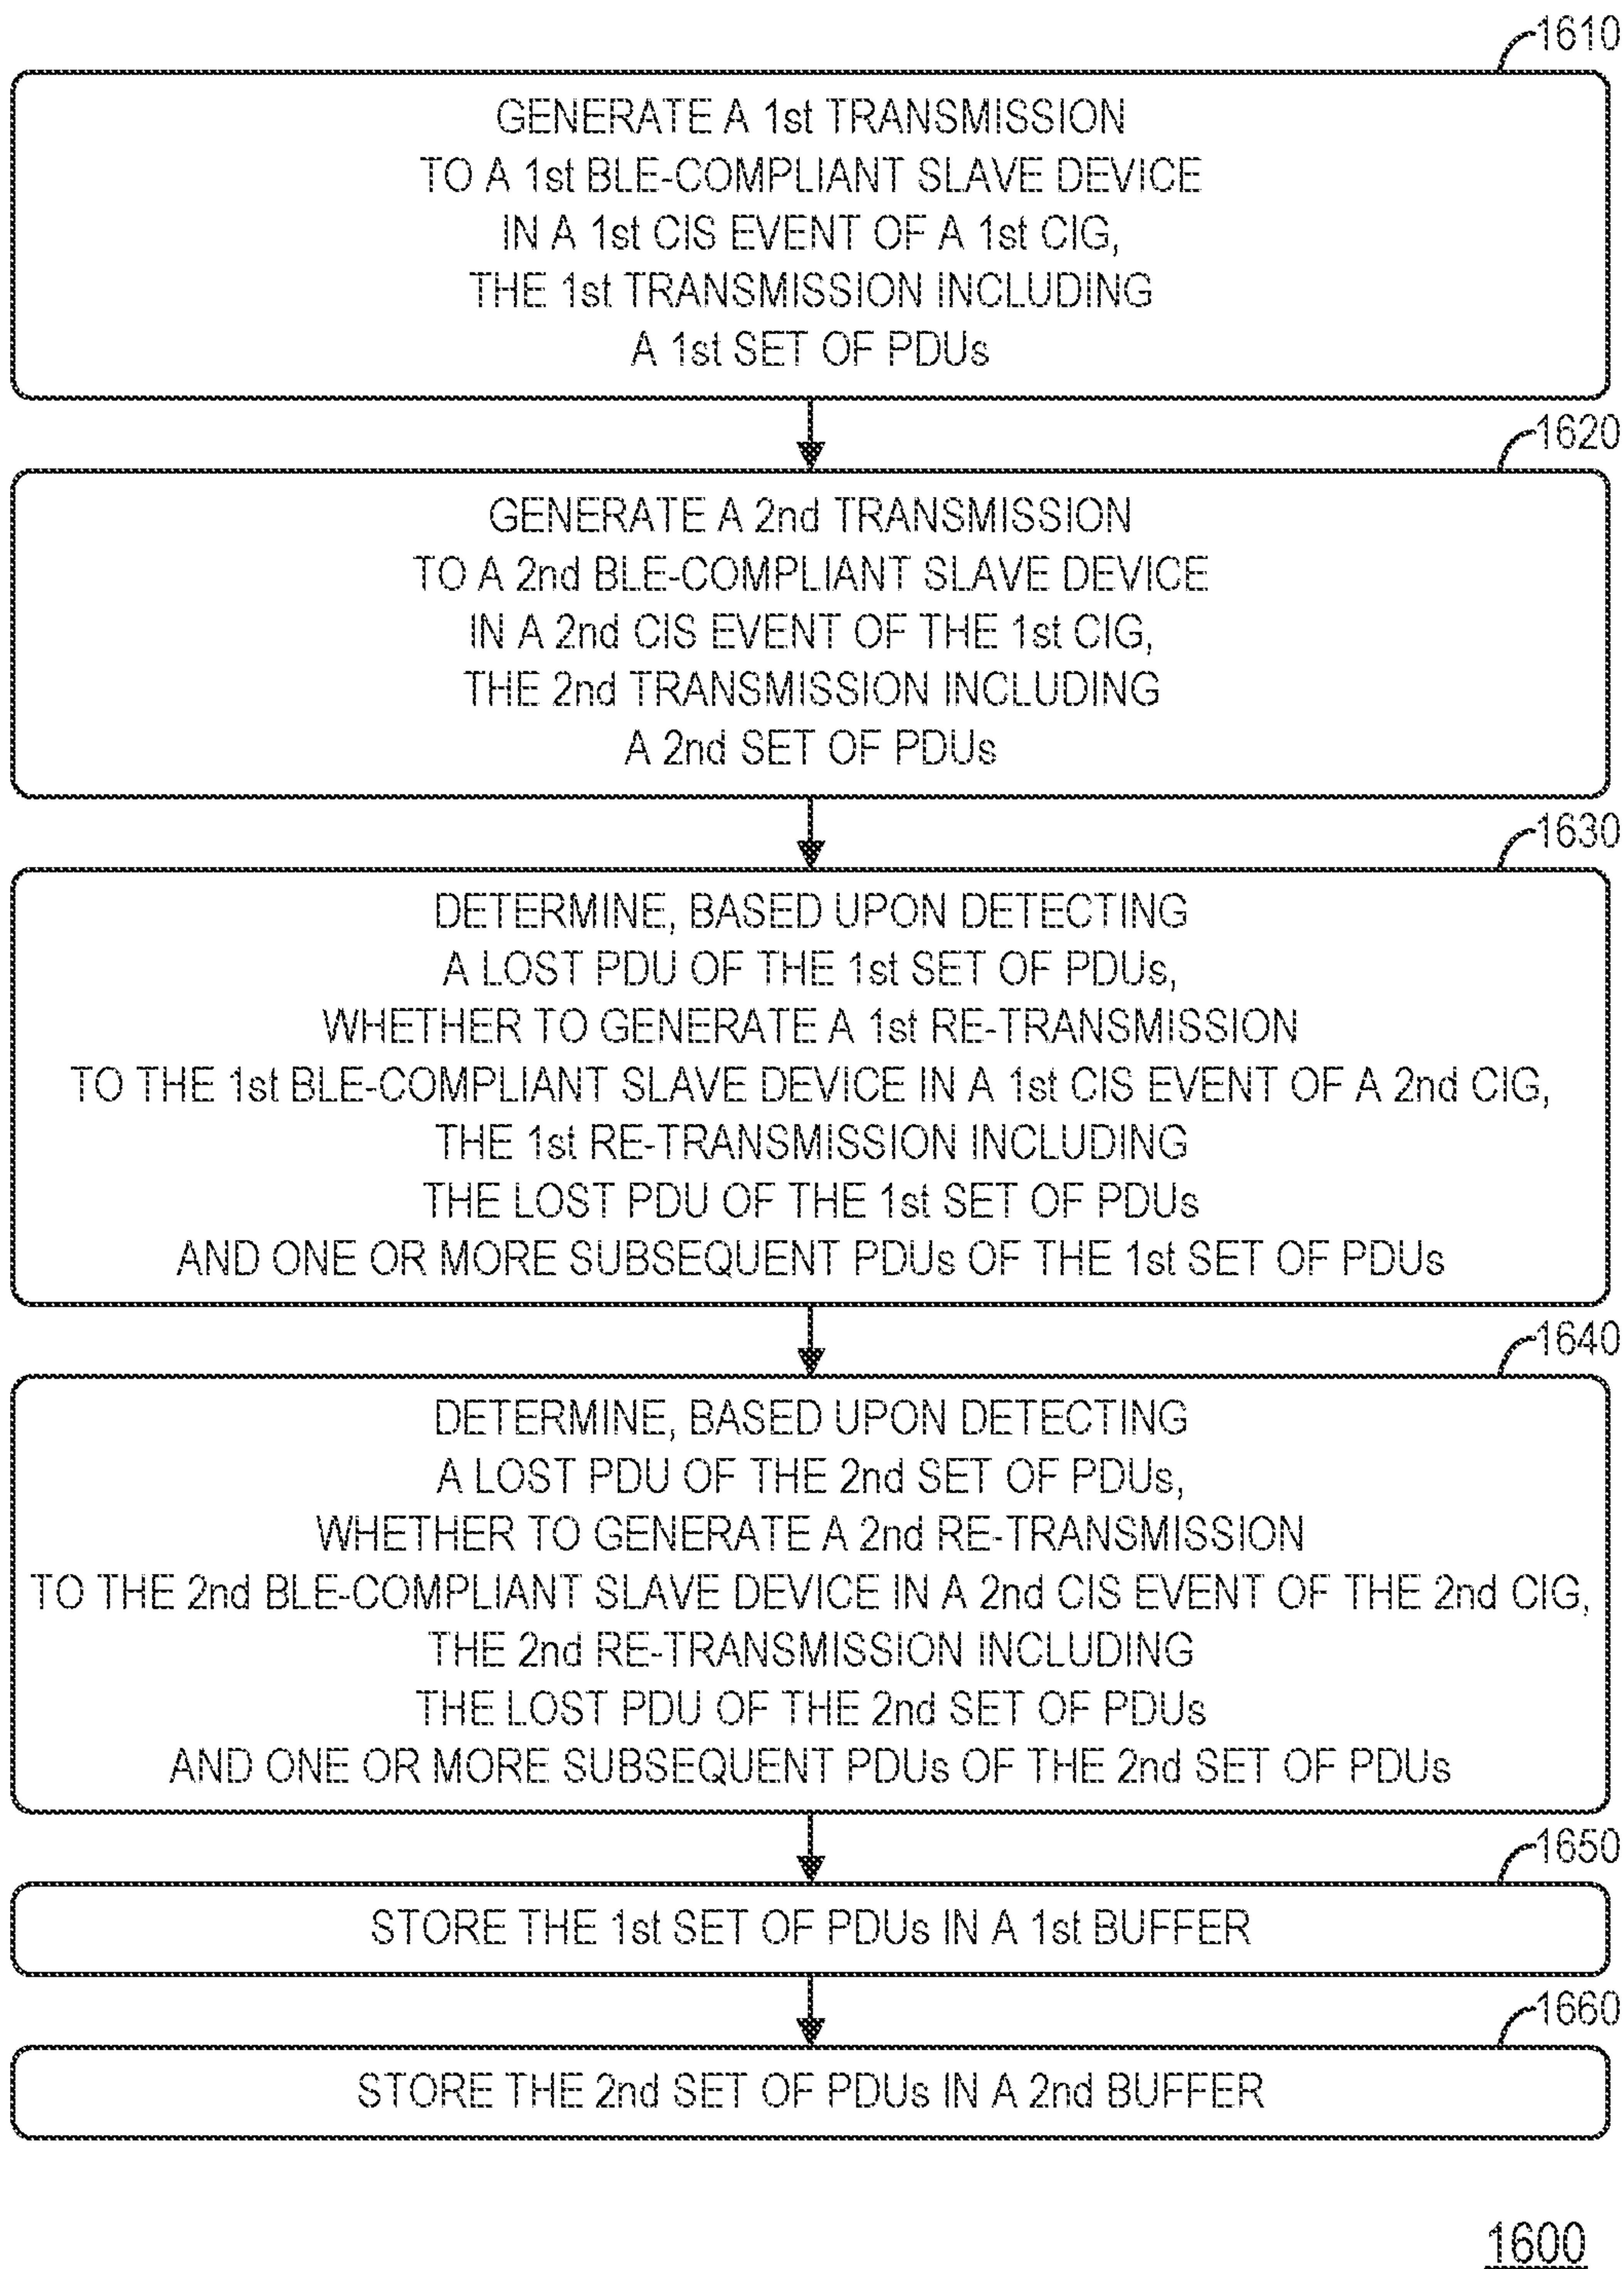 1610
GENERATE A 1st TRANSMISSION
TO A 1st BLE-COMPLIANT SLAVE DEVICE
IN A 1st CIS EVENT OF A 1st CIG,
THE 1st TRANSMISSION INCLUDING
A 1st SET OF PDUs
1620
GENERATE A 2nd TRANSMISSION
TO A 2nd BLE-COMPLIANT SLAVE DEVICE
IN A 2nd CIS EVENT OF THE 1st CIG,
THE 2nd TRANSMISSION INCLUDING
A 2nd SET OF PDUs
1630
DETERMINE, BASED UPON DETECTING
A LOST PDU OF THE 1st SET OF PDUs,
WHETHER TO GENERATE A 1st RE-TRANSMISSION
TO THE 1st BLE-COMPLIANT SLAVE DEVICE IN A 1st CIS EVENT OF A 2nd CIG,
THE 1st RE-TRANSMISSION INCLUDING
THE LOST PDU OF THE 1st SET OF PDUs
AND ONE OR MORE SUBSEQUENT PDUs OF THE 1st SET OF PDUs
1640
DETERMINE, BASED UPON DETECTING
A LOST PDU OF THE 2nd SET OF PDUs,
WHETHER TO GENERATE A 2nd RE-TRANSMISSION
TO THE 2nd BLE-COMPLIANT SLAVE DEVICE IN A 2nd CIS EVENT OF THE 2nd CIG,
THE 2nd RE-TRANSMISSION INCLUDING
THE LOST PDU OF THE 2nd SET OF PDUs
AND ONE OR MORE SUBSEQUENT PDUs OF THE 2nd SET OF PDUs
1650
STORE THE 1st SET OF PDUs IN A 1st BUFFER
1660
STORE THE 2nd SET OF PDUs IN A 2nd BUFFER
1600